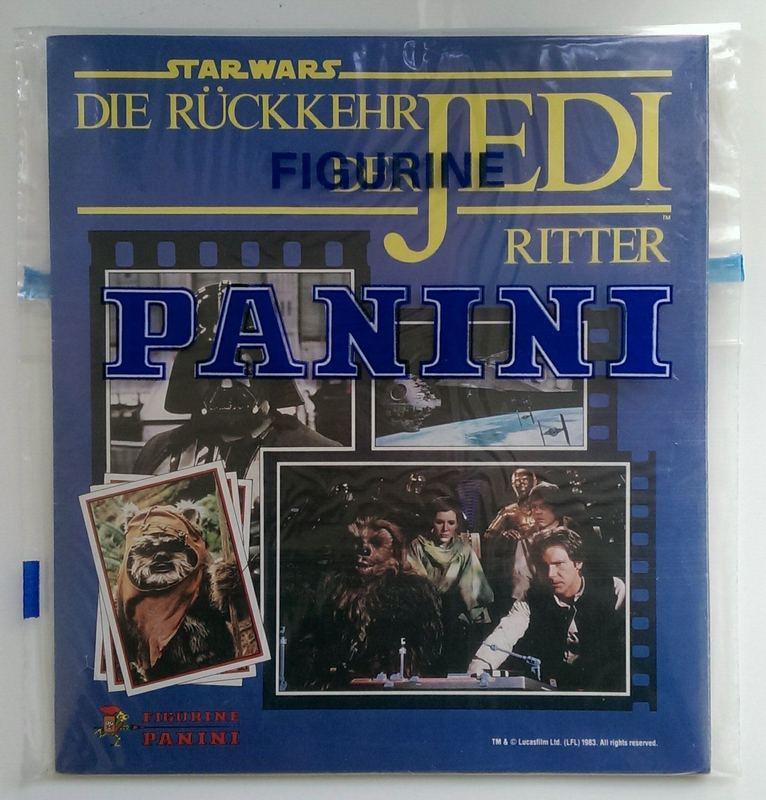 STAR WARS
DIE RÜCKKEHR
DER JEDI
FIGURINE
™
RITTER
PANINI
FIGURINE
PANINI
TM & © Lucasfilm Ltd. (LFL) 1983. All rights reserved.